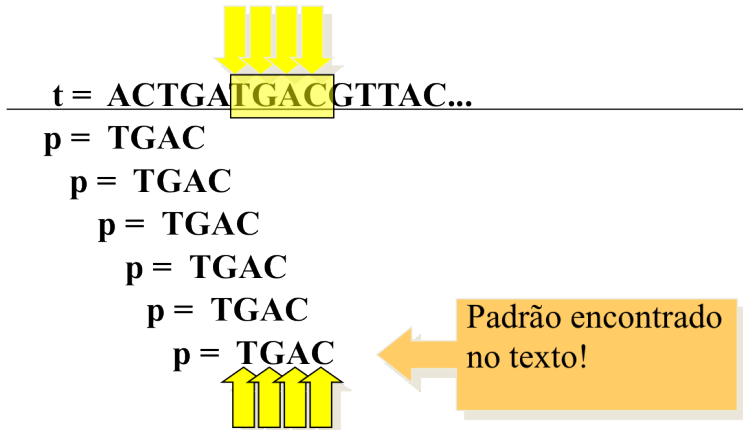 t = ACTGATGACGTTAC...
p = TGAC
p = TGAC
p = TGAC
p = TGAC
p = TGAC
p = TGAC
Padrão encontrado
no texto!